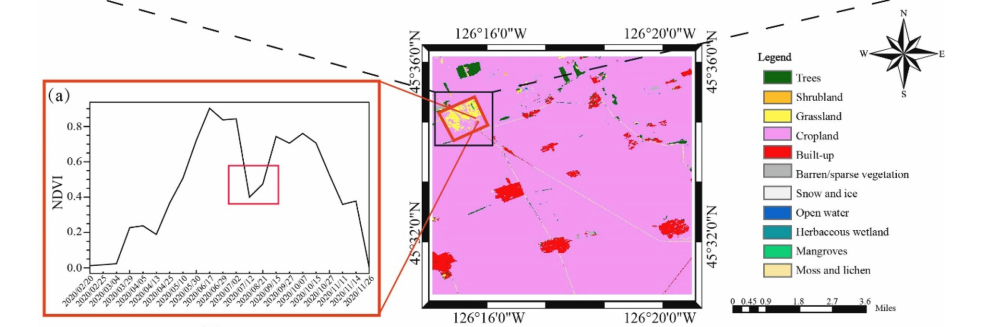 126°16'0"W 126°20'0"W
N
W E
S
45°36'0"N 45°36'0"N
45°32'0"N 45°32'0"N
126°16'0"W 126°20'0"W
(a)
NDVI
0.8
0.6
0.4
0.2
0.0
2020/02/20
2020/02/25
2020/03/04
2020/03/29
2020/04/05
2020/04/13
2020/04/25
2020/05/10
2020/05/30
2020/06/17
2020/06/29
2020/07/02
2020/07/12
2020/08/21
2020/09/15
2020/09/27
2020/10/07
2020/10/15
2020/10/27
2020/11/11
2020/11/14
2020/11/26
Legend
Trees
Shrubland
Grassland
Cropland
Built-up
Barren/sparse vegetation
Snow and ice
Open water
Herbaceous wetland
Mangroves
Moss and lichen
0 0.45 0.9 1.8 2.7 3.6
Miles